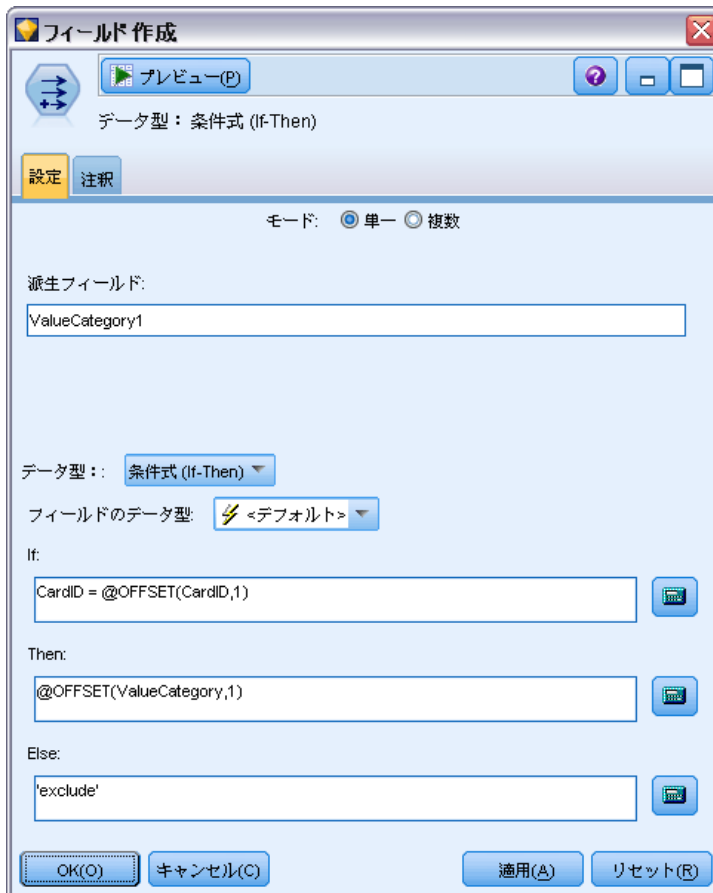 フィールド作成
プレビュー(P)
データ型： 条件式 (If-Then)
設定 注釈
モード: 単一 複数
派生フィールド:
ValueCategory1
データ型：: 条件式 (If-Then)
フィールドのデータ型: <デフォルト>
If:
CardID = @OFFSET(CardID,1)
Then:
@OFFSET(ValueCategory,1)
Else:
'exclude'
OK(O) キャンセル(C) 適用(A) リセット(R)